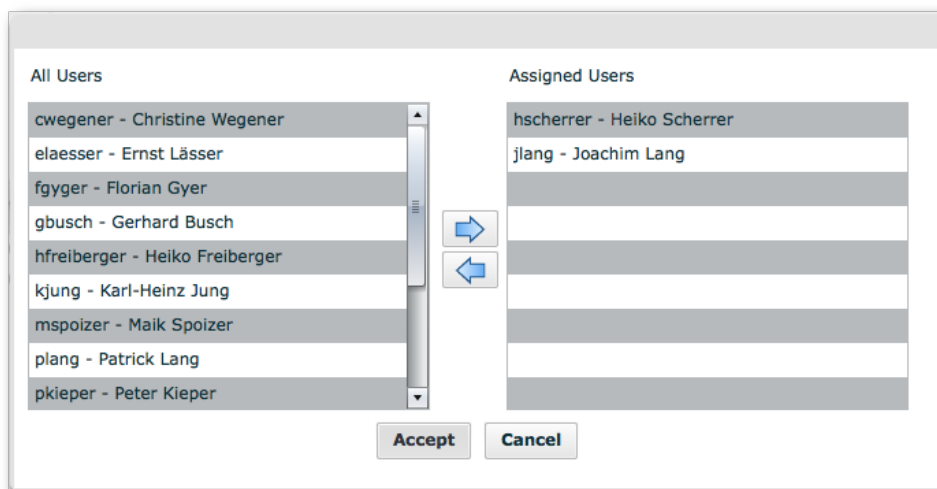 All Users
cwegener - Christine Wegener
elaesser - Ernst Lässer
fgyger - Florian Gyer
gbusch - Gerhard Busch
hfreiberger - Heiko Freiberger
kjung - Karl-Heinz Jung
mspoizer - Maik Spoizer
plang - Patrick Lang
pkieper - Peter Kieper
Assigned Users
hscherrer - Heiko Scherrer
jlang - Joachim Lang
Accept
Cancel